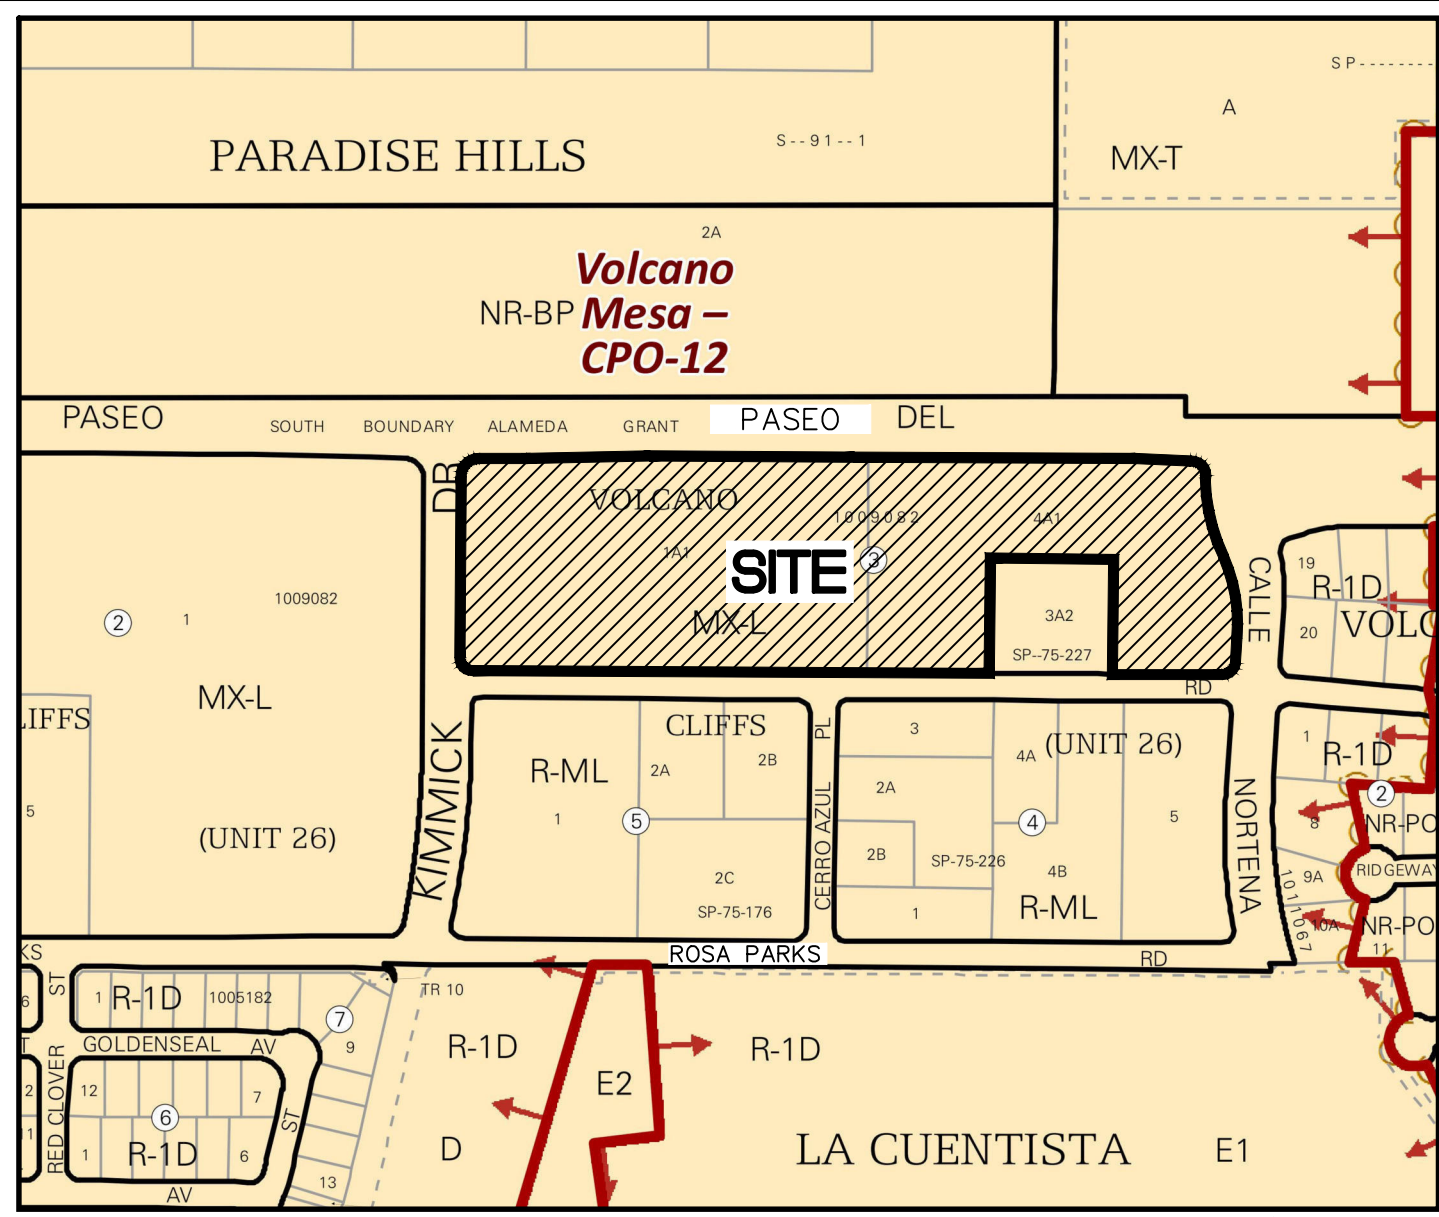 SP--------
A
PARADISE HILLS
S--91--1
MX-T
2A
Volcano
NR-BP Mesa –
CPO-12
PASEO SOUTH BOUNDARY ALAMEDA GRANT PASEO DEL
DR
VOLCANO
1009082
4A1
1A1
SITE
3
MX-L
3A2
SP--75-227
CALLE
19
R-1D
20
VOLC
1009082
2
1
MX-L
LIFFS
5
(UNIT 26)
KIMMICK
RD
CLIFFS
R-ML
2A
2B
1
5
2C
SP-75-176
CERRO AZUL PL
3
4A
(UNIT 26)
2A
4
5
2B
SP-75-226
4B
1
R-ML
NORTENA
1
R-1D
2
8
NR-PO
9A
RIDGEWAY
1011067
10A
NR-PO
11
ROSA PARKS RD
KS
ST
6
1
R-1D
1005182
7
9
TR 10
T
GOLDENSEAL AV
RED CLOVER
2
12
7
6
11
1
R-1D
6
ST
13
AV
R-1D
E2
R-1D
D
LA CUENTISTA
E1